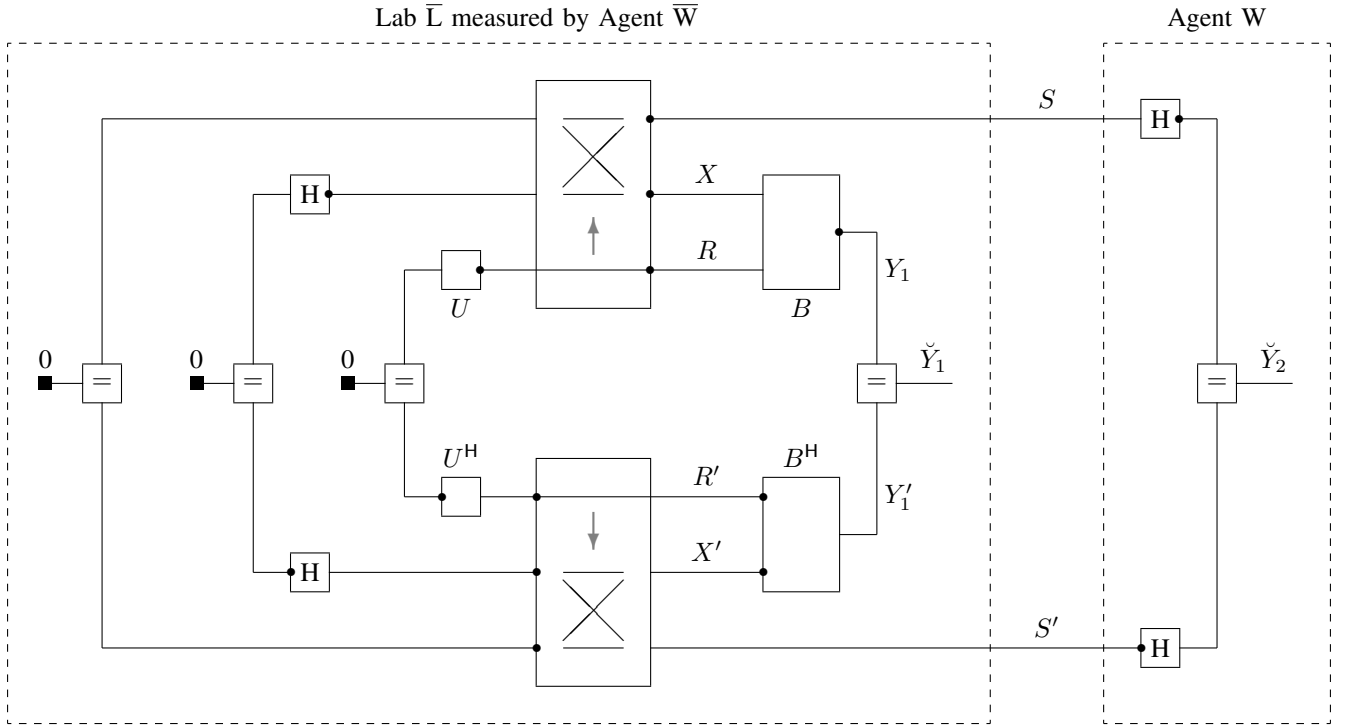 Lab L̅ measured by Agent W̅
Agent W
S
H
X
H
R
U
Y₁
B
0
0
0
=
=
=
=
Y̆₁
=
Y̆₂
Uᴴ
Bᴴ
R′
Y′₁
X′
H
S′
H